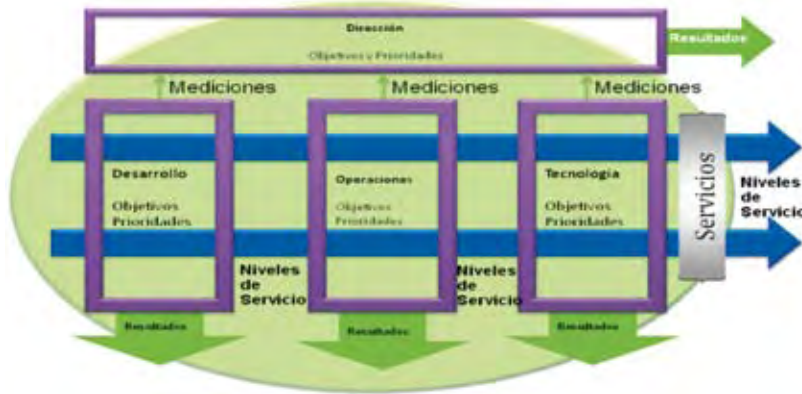 Dirección
Objetivos y Prioridades
Resultados
Mediciones
Mediciones
Mediciones
Desarrollo
Objetivos
Prioridades
Operaciones
Objetivos
Prioridades
Tecnología
Objetivos
Prioridades
Servicios
Niveles
de
Servicio
Niveles
de
Servicio
Niveles
de
Servicio
Resultados
Resultados
Resultados